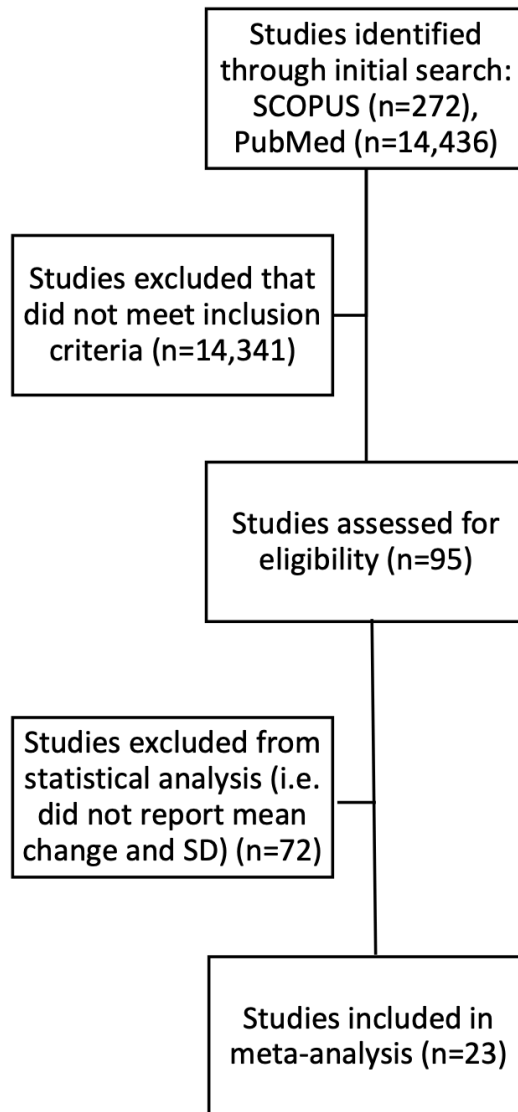 Studies identified
through initial search:
SCOPUS (n=272),
PubMed (n=14,436)
Studies excluded that
did not meet inclusion
criteria (n=14,341)
Studies assessed for
eligibility (n=95)
Studies excluded from
statistical analysis (i.e.
did not report mean
change and SD) (n=72)
Studies included in
meta-analysis (n=23)